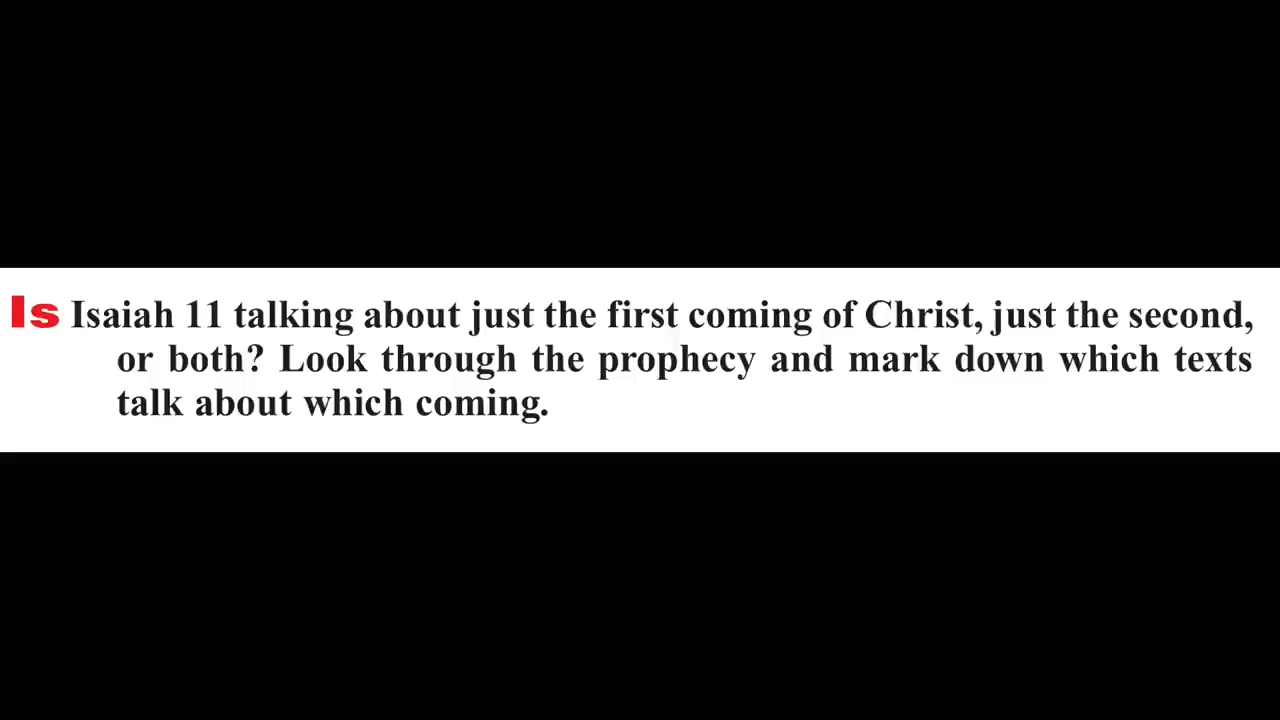 Is Isaiah 11 talking about just the first coming of Christ, just the second,
or both? Look through the prophecy and mark down which texts
talk about which coming.